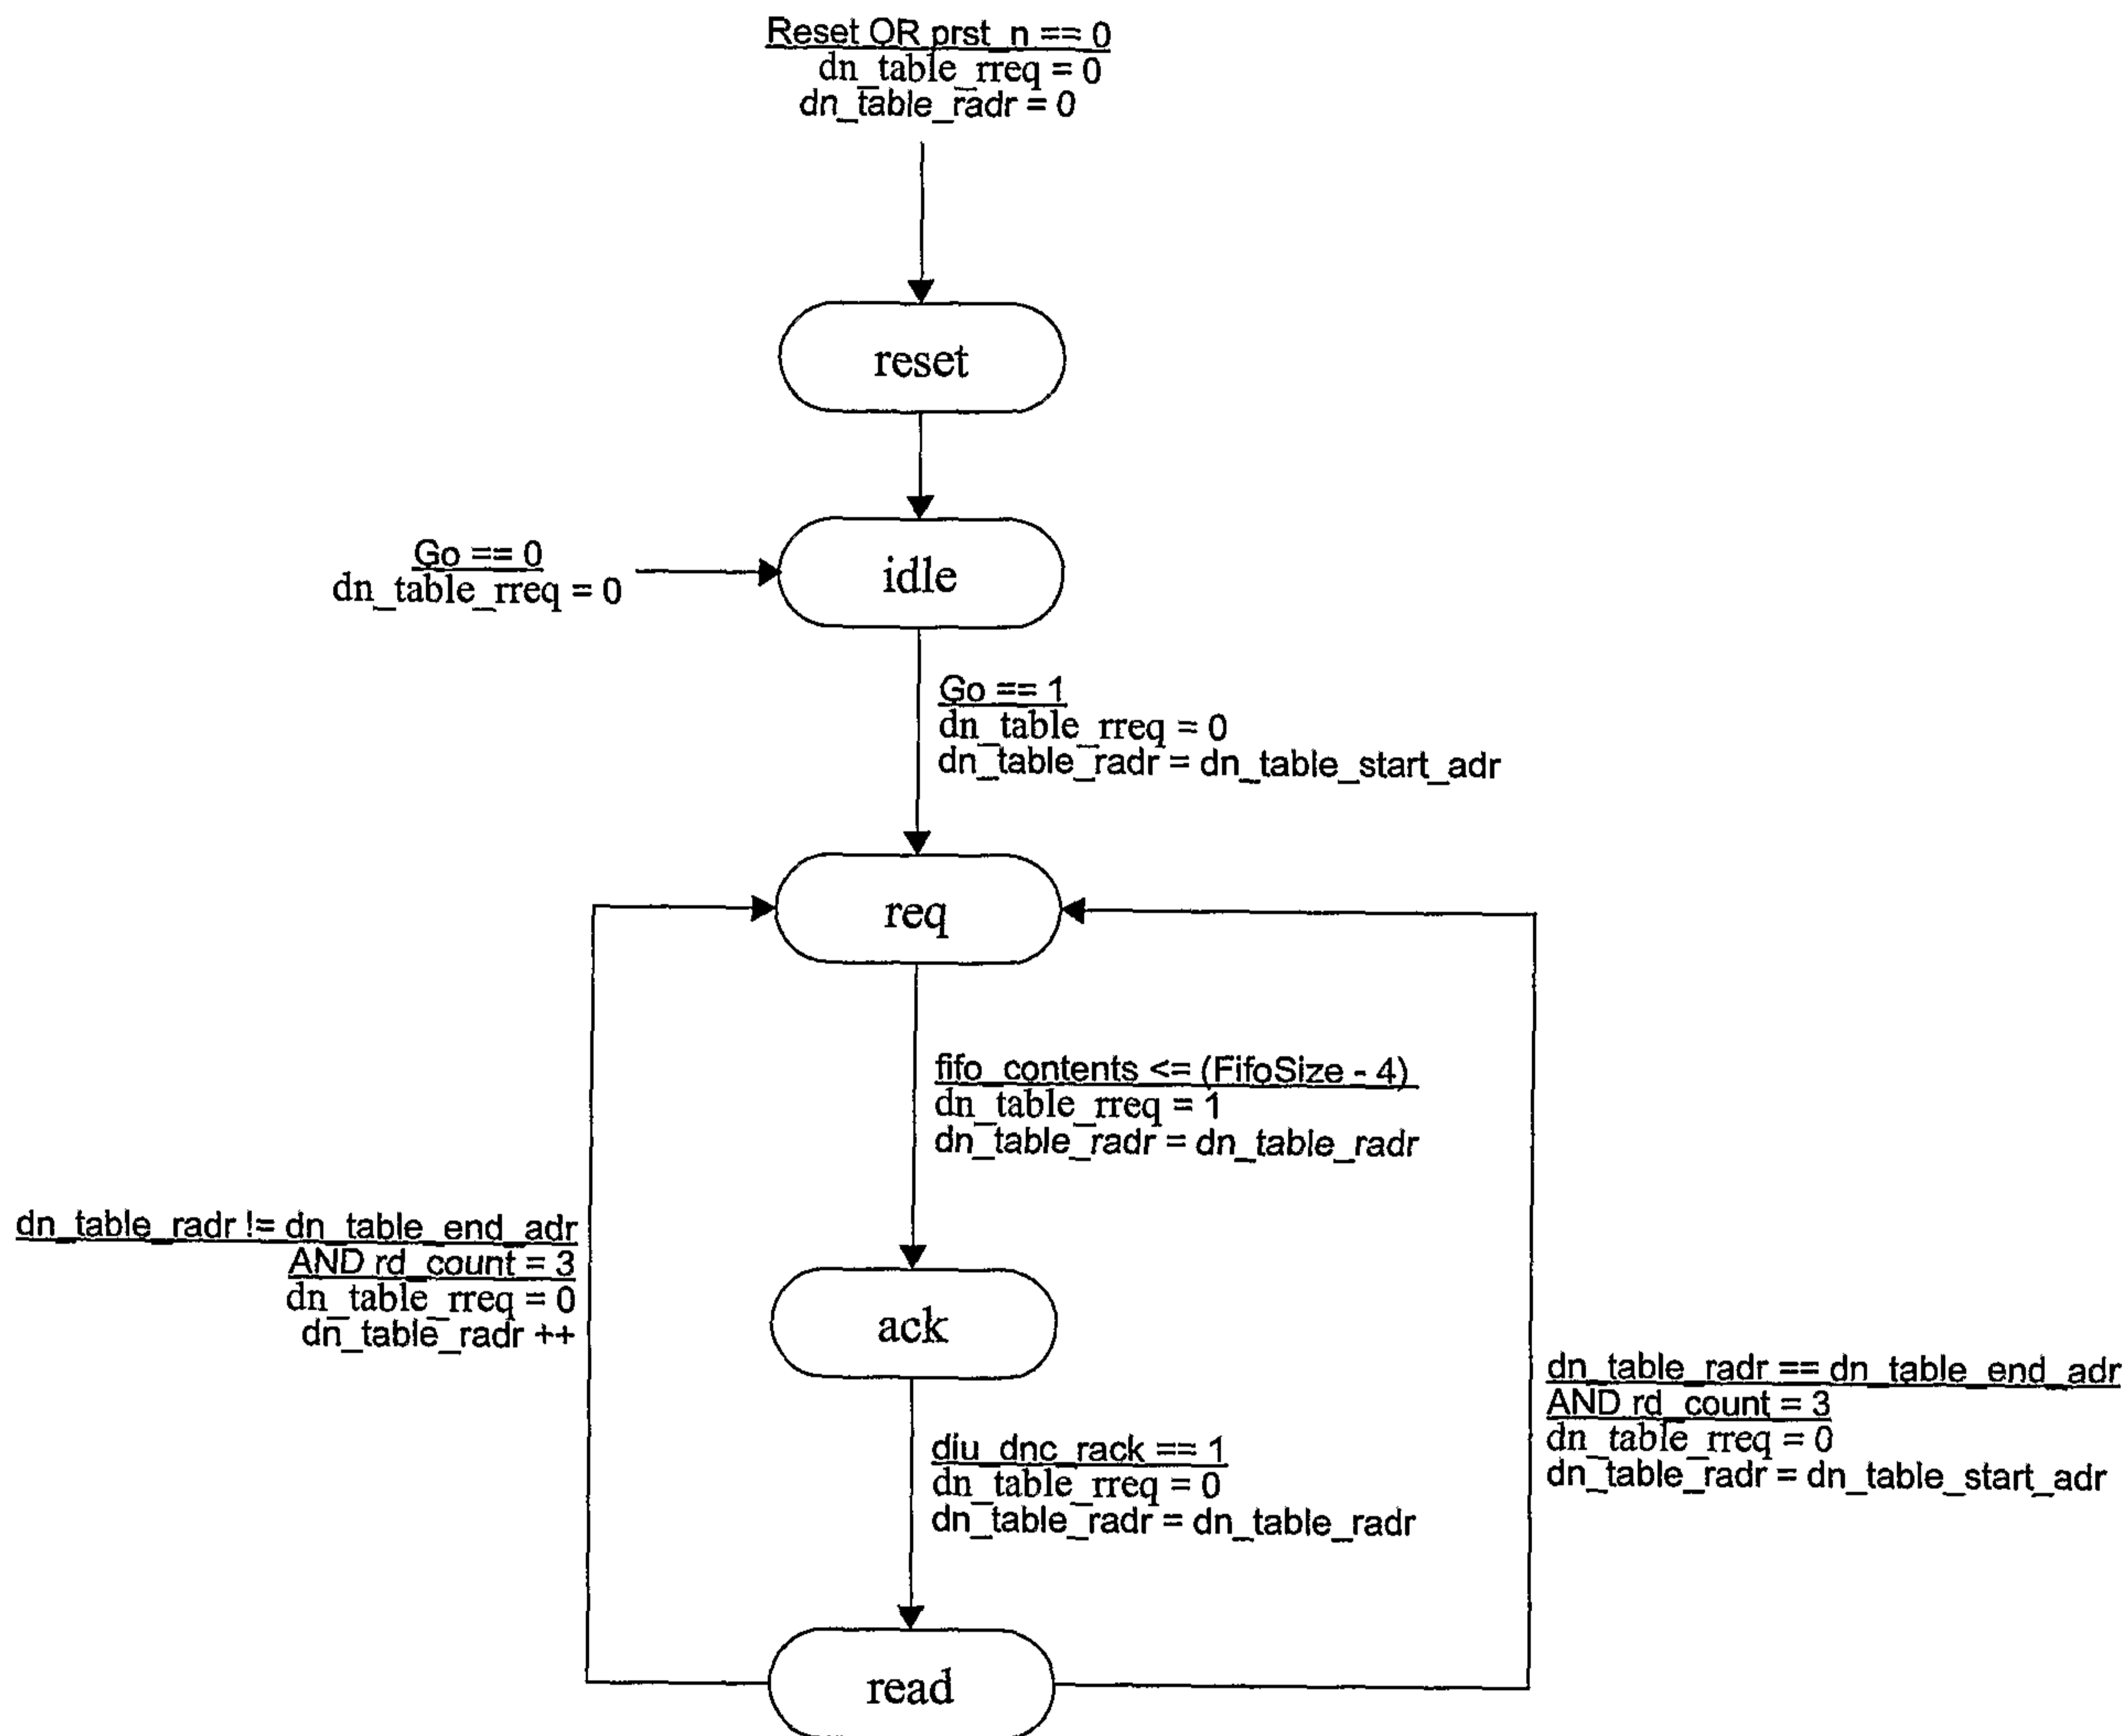 Reset OR prst_n == 0
dn_table_rreq = 0
dn_table_radr = 0
reset
Go == 0
dn_table_rreq = 0
idle
Go == 1
dn_table_rreq = 0
dn_table_radr = dn_table_start_adr
req
fifo_contents <= (FifoSize - 4)
dn_table_rreq = 1
dn_table_radr = dn_table_radr
dn_table_radr != dn_table_end_adr
AND rd_count = 3
dn_table_rreq = 0
dn_table_radr ++
ack
dn_table_radr == dn_table_end_adr
AND rd_count = 3
dn_table_rreq = 0
dn_table_radr = dn_table_start_adr
diu_dnc_rack == 1
dn_table_rreq = 0
dn_table_radr = dn_table_radr
read